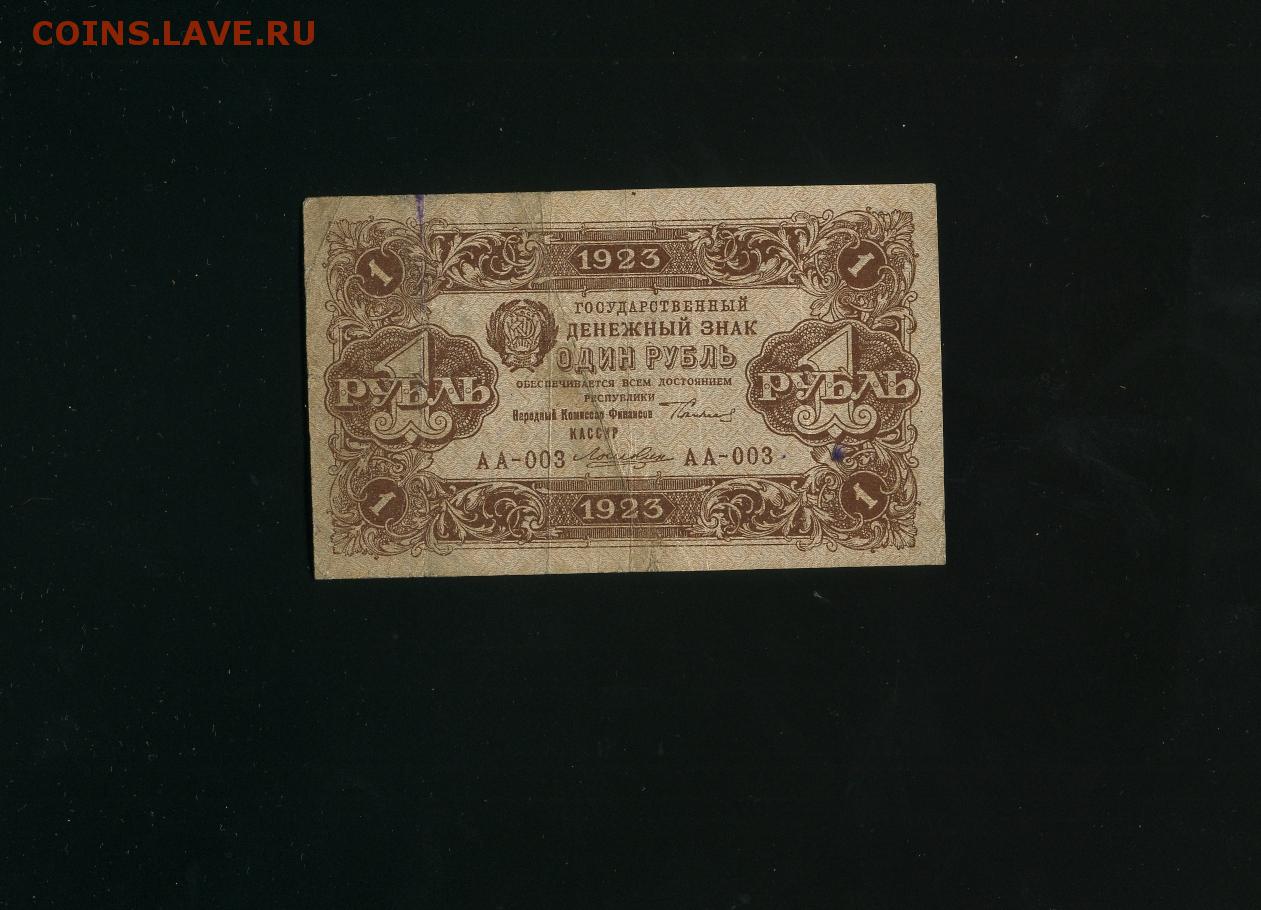 COINS.LAVE.RU
1923
1
1
ГОСУДАРСТВЕННЫЙ
ДЕНЕЖНЫЙ ЗНАК
ОДИН РУБЛЬ
1 РУБЛЬ
1 РУБЛЬ
ОБЕСПЕЧИВАЕТСЯ ВСЕМ ДОСТОЯНИЕМ
РЕСПУБЛИКИ
Народный Комиссар Финансов
КАССИР
АА-003 АА-003
1
1
1923